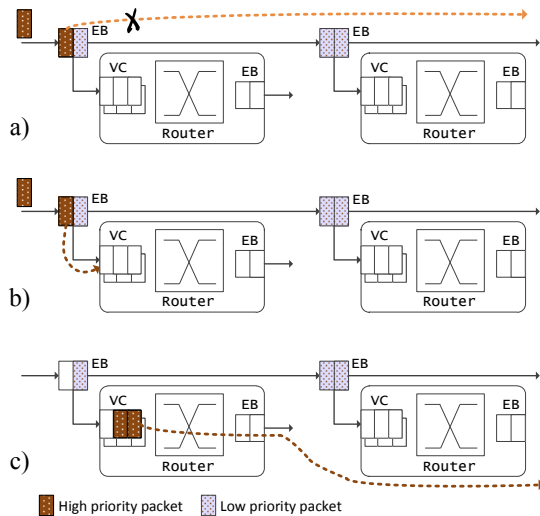 EB
EB
VC
EB
VC
EB
Router
Router
a)
EB
EB
VC
EB
VC
EB
Router
Router
b)
EB
EB
VC
EB
VC
EB
Router
Router
c)
High priority packet
Low priority packet